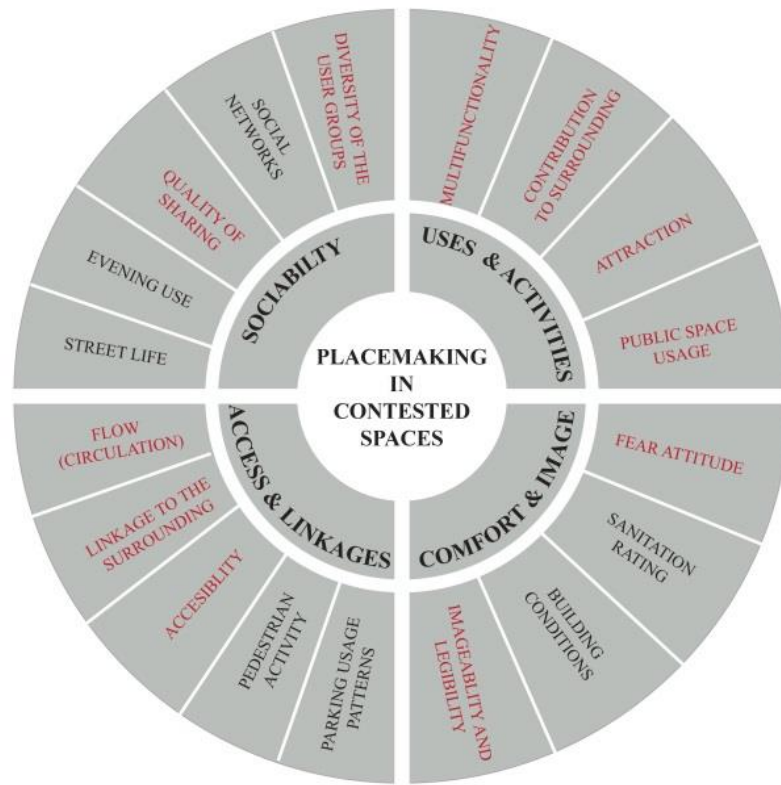 DIVERSITY OF THE
USER GROUPS
SOCIAL
NETWORKS
QUALITY OF
SHARING
EVENING USE
STREET LIFE
SOCIABILTY
MULTIFUNCTIONALITY
CONTRIBUTION
TO SURROUNDING
ATTRACTION
PUBLIC SPACE
USAGE
USES & ACTIVITIES
PLACEMAKING
IN
CONTESTED
SPACES
FLOW
(CIRCULATION)
LINKAGE TO THE
SURROUNDING
ACCESIBLITY
PEDESTRIAN
ACTIVITY
PARKING USAGE
PATTERNS
ACCESS & LINKAGES
FEAR ATTITUDE
SANITATION
RATING
BUILDING
CONDITIONS
IMAGEABLITY AND
LEGIBILITY
COMFORT & IMAGE